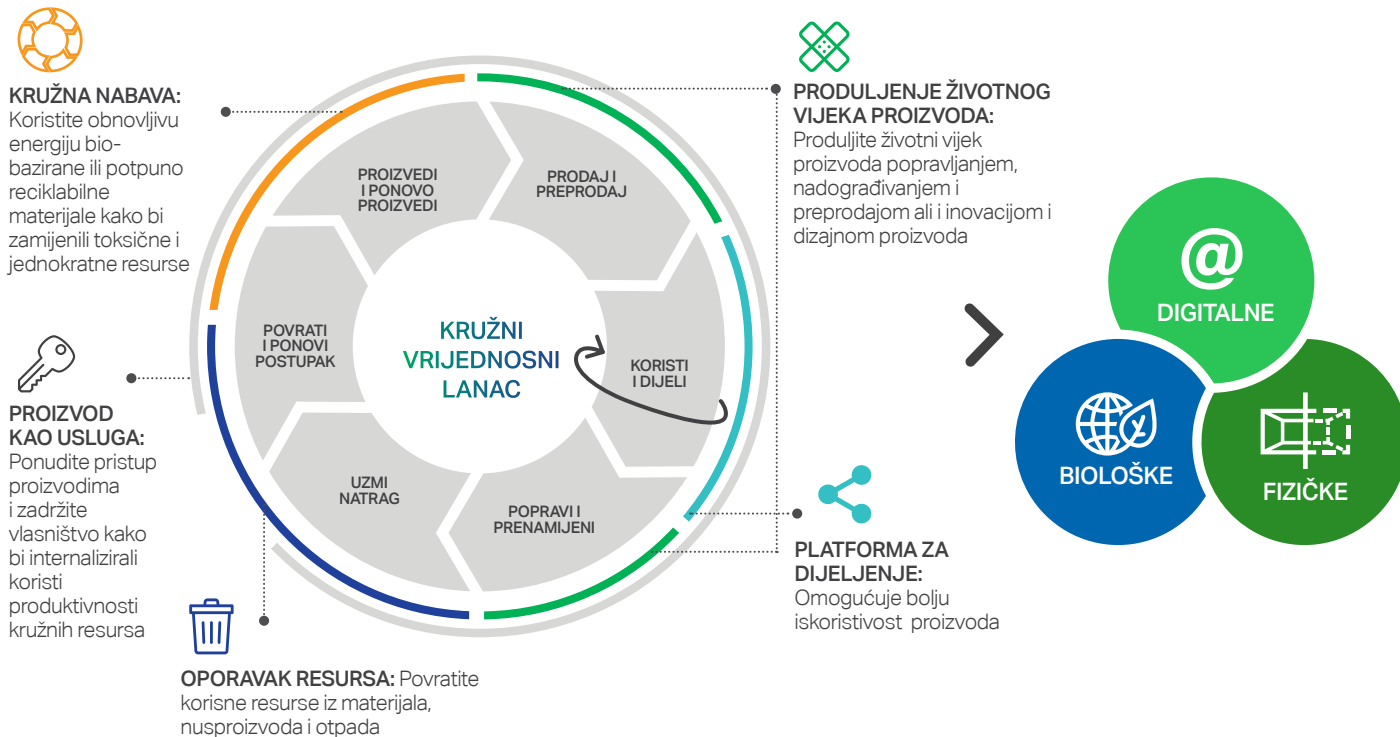 KRUŽNA NABAVA:
Koristite obnovljivu
energiju bio-
bazirane ili potpuno
reciklabilne
materijale kako bi
zamijenili toksične i
jednokratne resurse
PROIZVOD
KAO USLUGA:
Ponudite pristup
proizvodima
i zadržite
vlasništvo kako
bi internalizirali
koristi
produktivnosti
kružnih resursa
OPORAVAK RESURSA: Povratite
korisne resurse iz materijala,
nusproizvoda i otpada
PROIZVEDI
I PONOVO
PROIZVEDI
PRODAJ I
PREPRODAJ
KORISTI
I DIJELI
POPRAVI I
PRENAMIJENI
UZMI
NATRAG
POVRATI
I PONOVI
POSTUPAK
KRUŽNI
VRIJEDNOSNI
LANAC
PRODULJENJE ŽIVOTNOG
VIJEKA PROIZVODA:
Produljite životni vijek
proizvoda popravljanjem,
nadograđivanjem i
preprodajom ali i inovacijom i
dizajnom proizvoda
PLATFORMA ZA
DIJELJENJE:
Omogućuje bolju
iskoristivost proizvoda
@
DIGITALNE
BIOLOŠKE
FIZIČKE